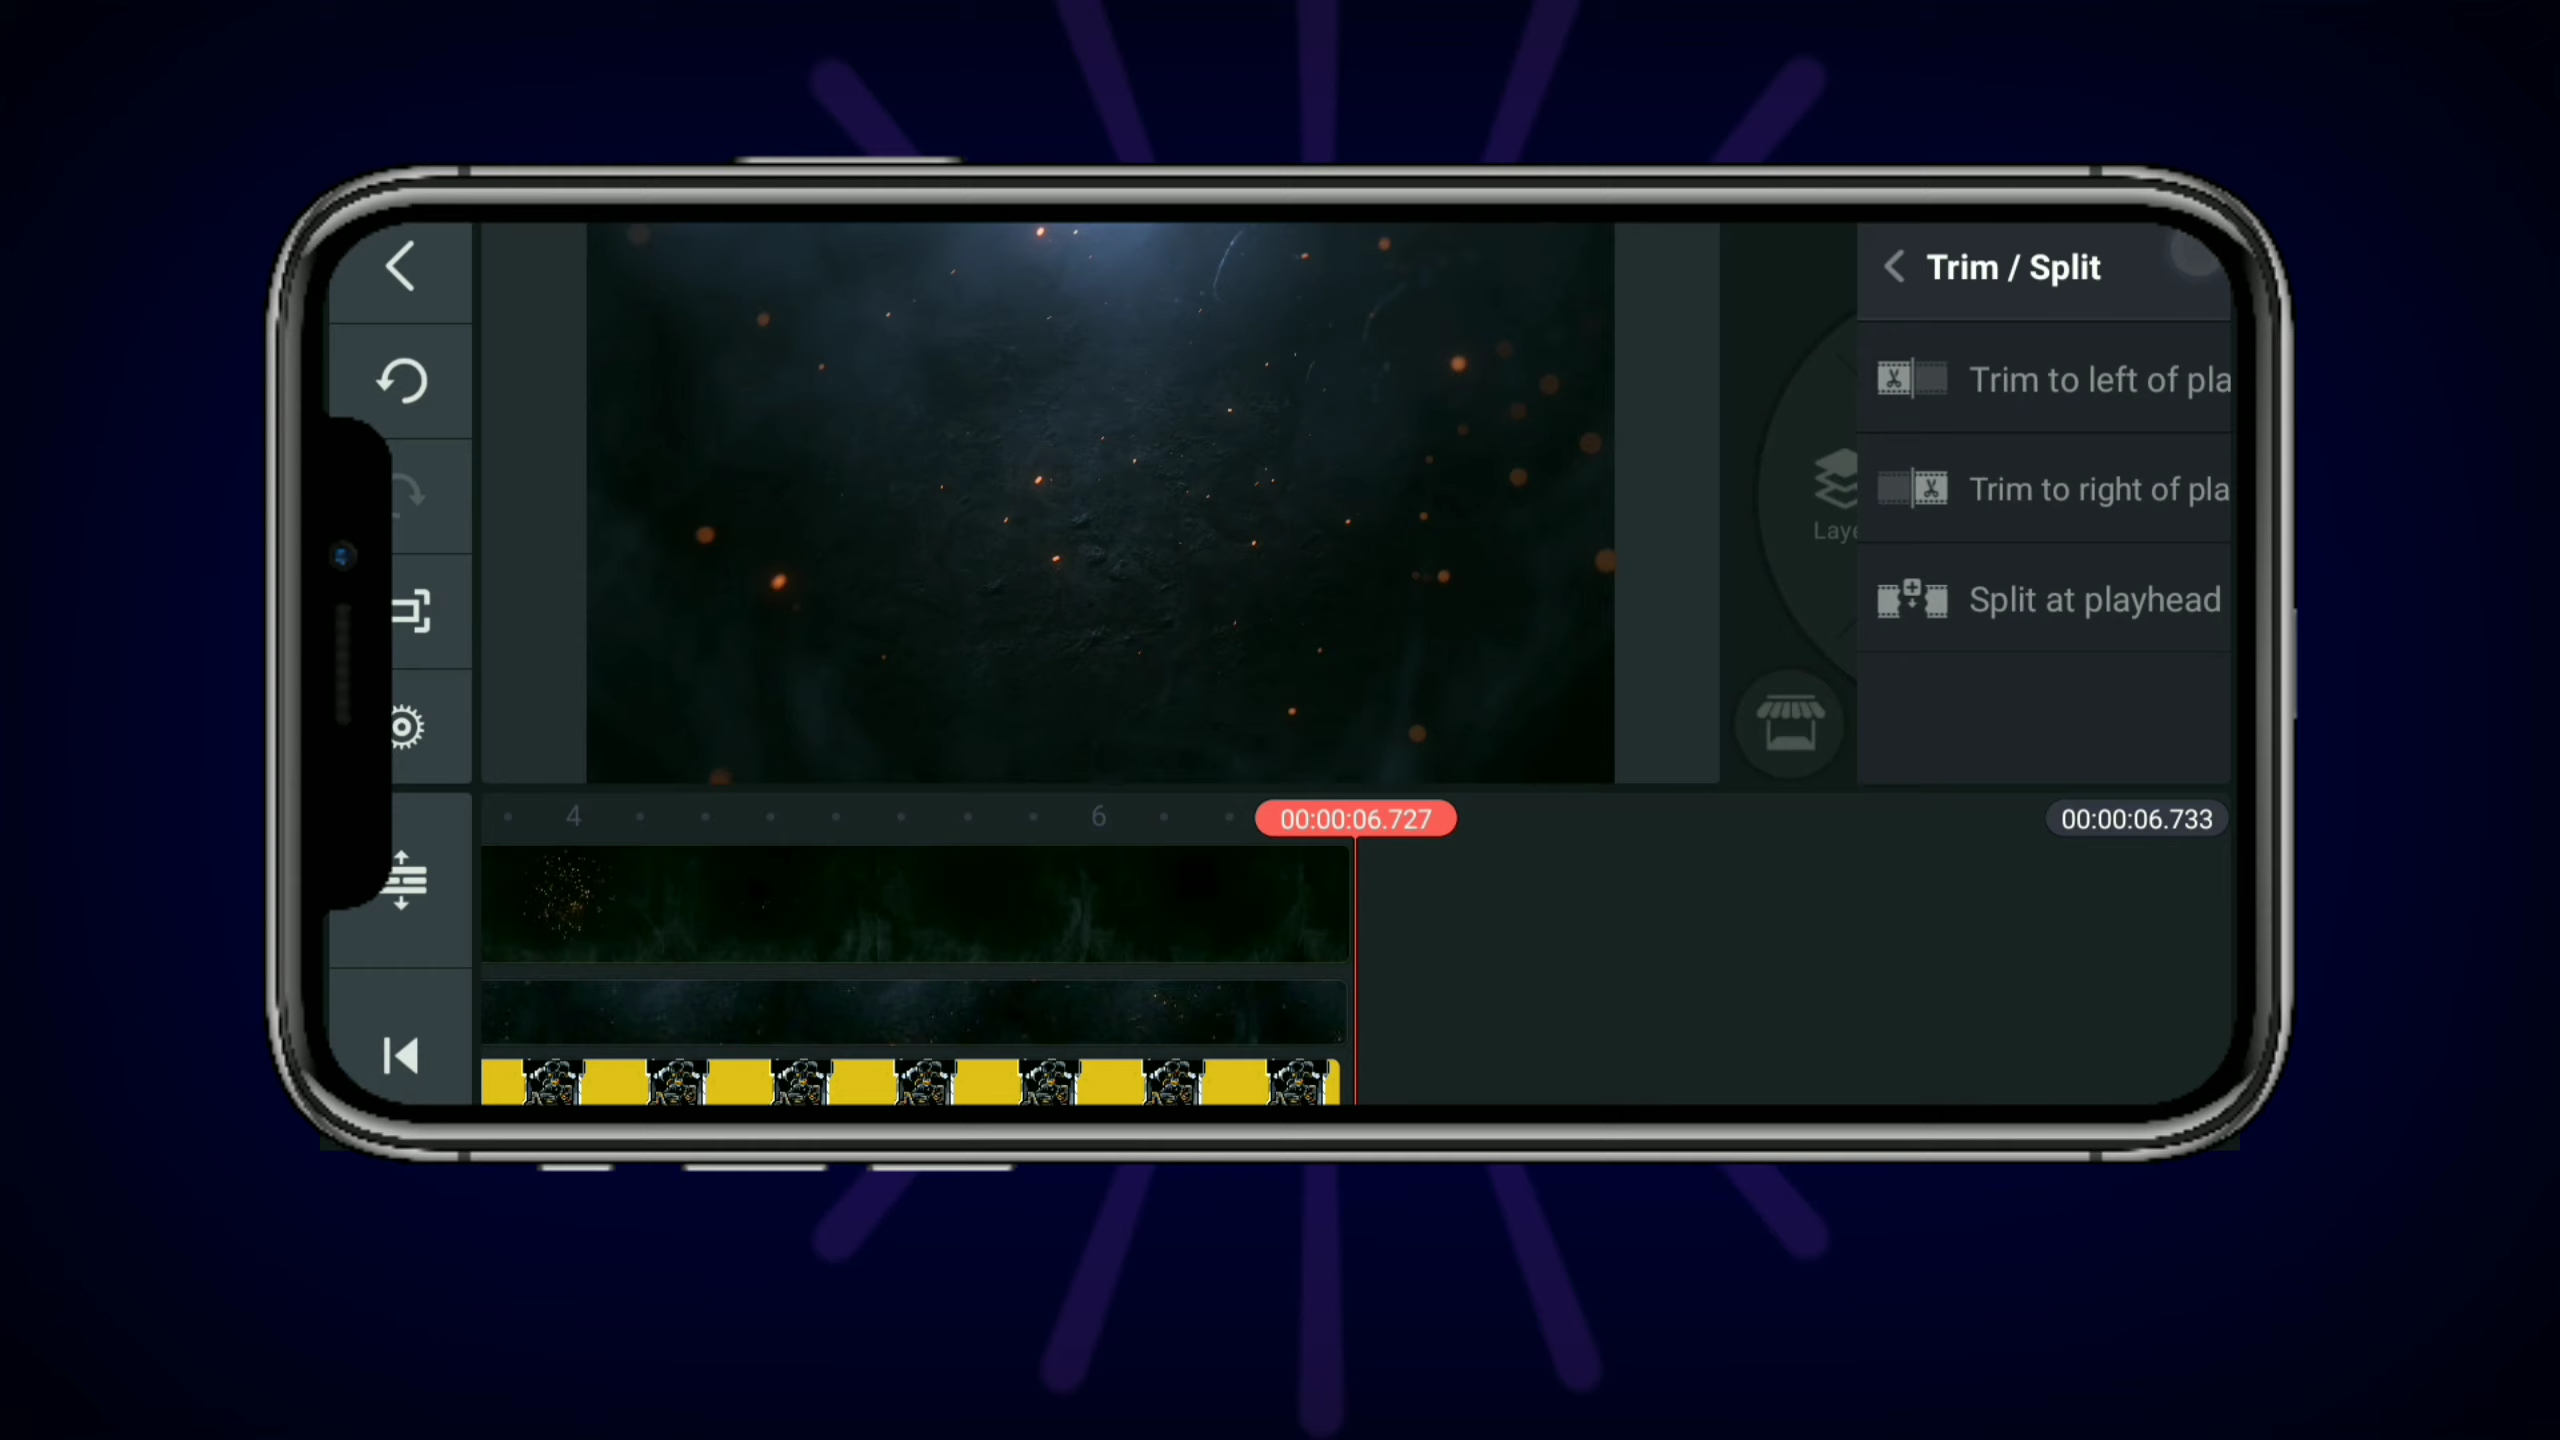 Trim / Split
Trim to left of pla
Trim to right of pla
Laye
Split at playhead
4
6
00:00:06.727
00:00:06.733